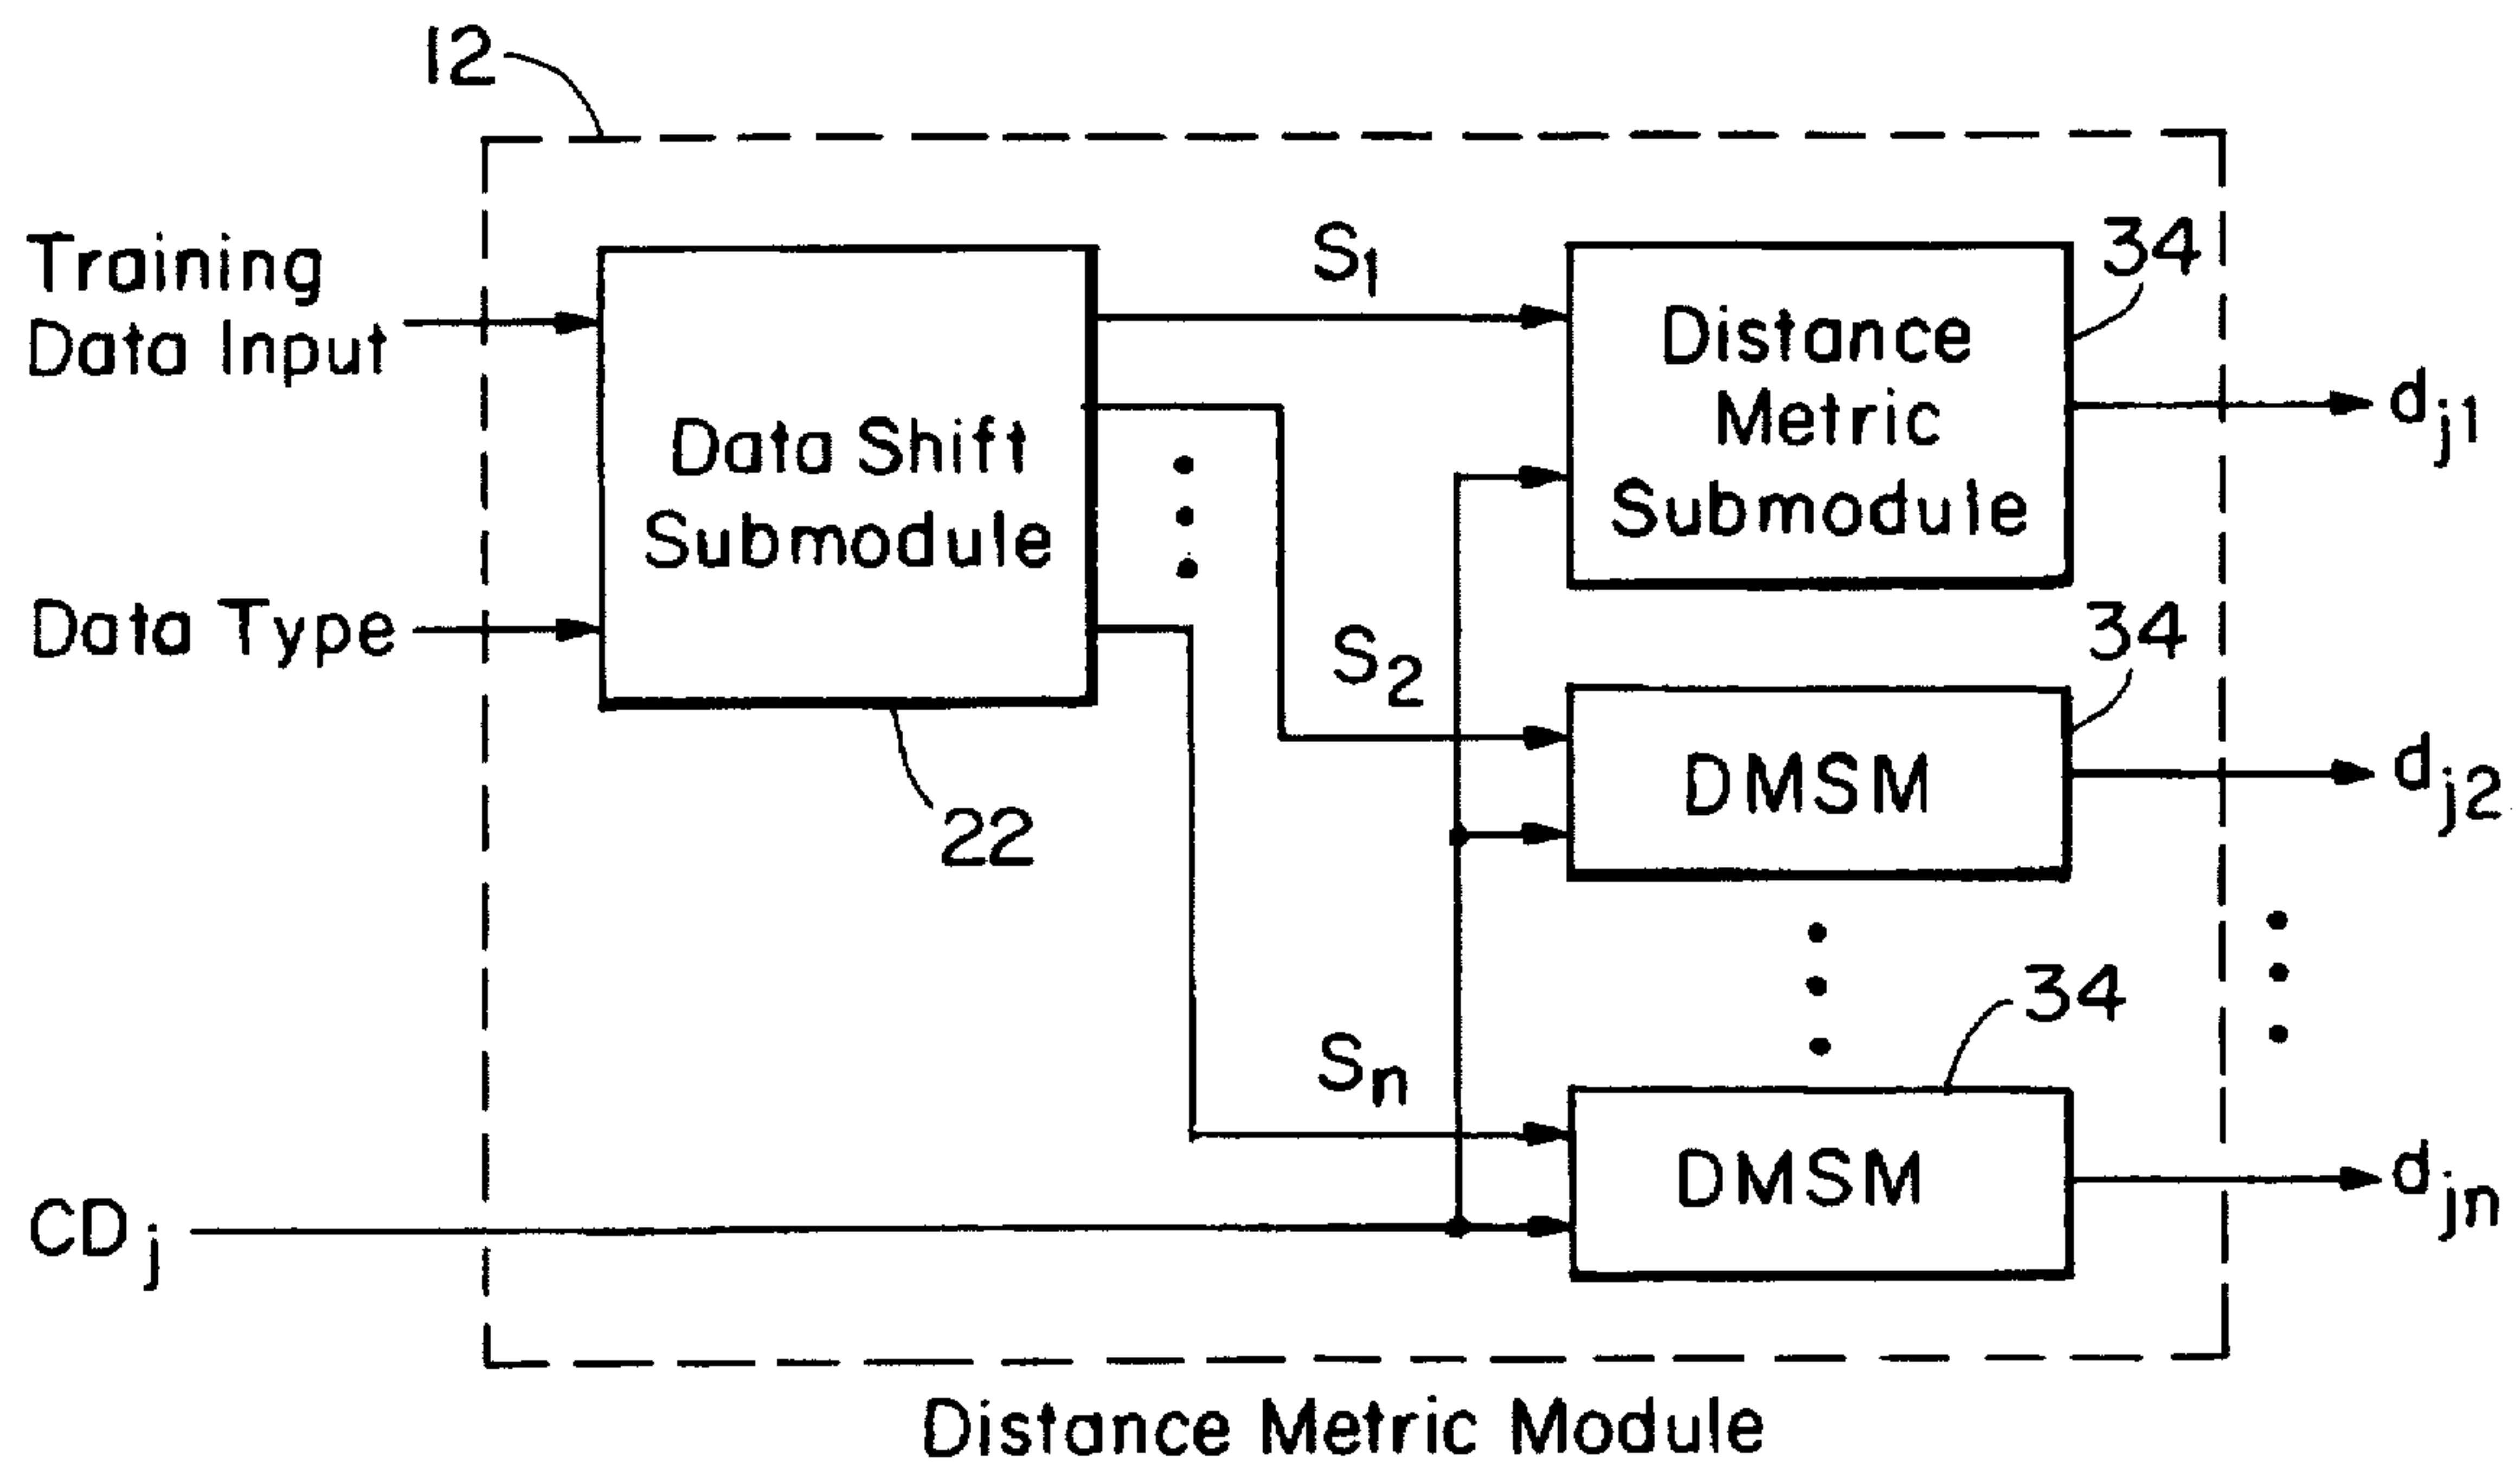 12
Training
Data Input
Data Type
CDj
Data Shift
Submodule
22
S1
S2
Sn
Distance
Metric
Submodule
34
DMSM
34
DMSM
34
dj1
dj2
djn
Distance Metric Module